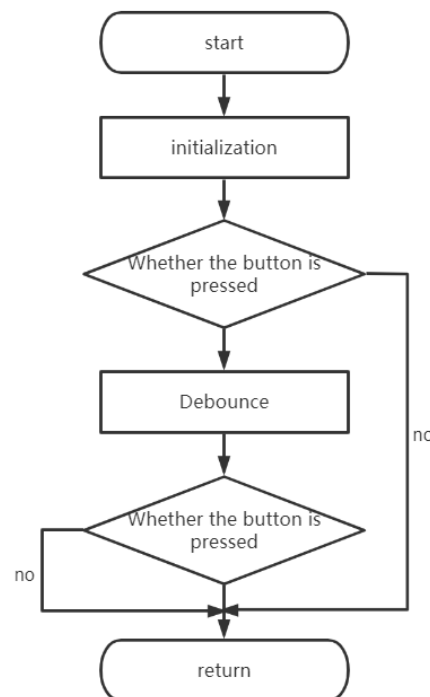 start
initialization
Whether the button is
pressed
Debounce
no
Whether the button is
pressed
no
return